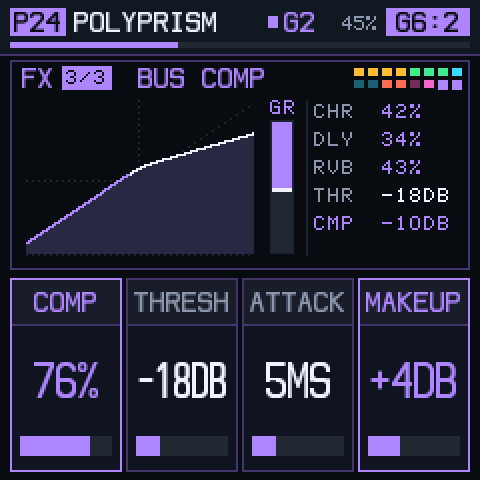 P24 POLYPRISM G2 45% G6:2
FX 3/3 BUS COMP
GR
CHR 42%
DLY 34%
RVB 43%
THR -18DB
CMP -10DB
COMP THRESH ATTACK MAKEUP
76% -18DB 5MS +4DB